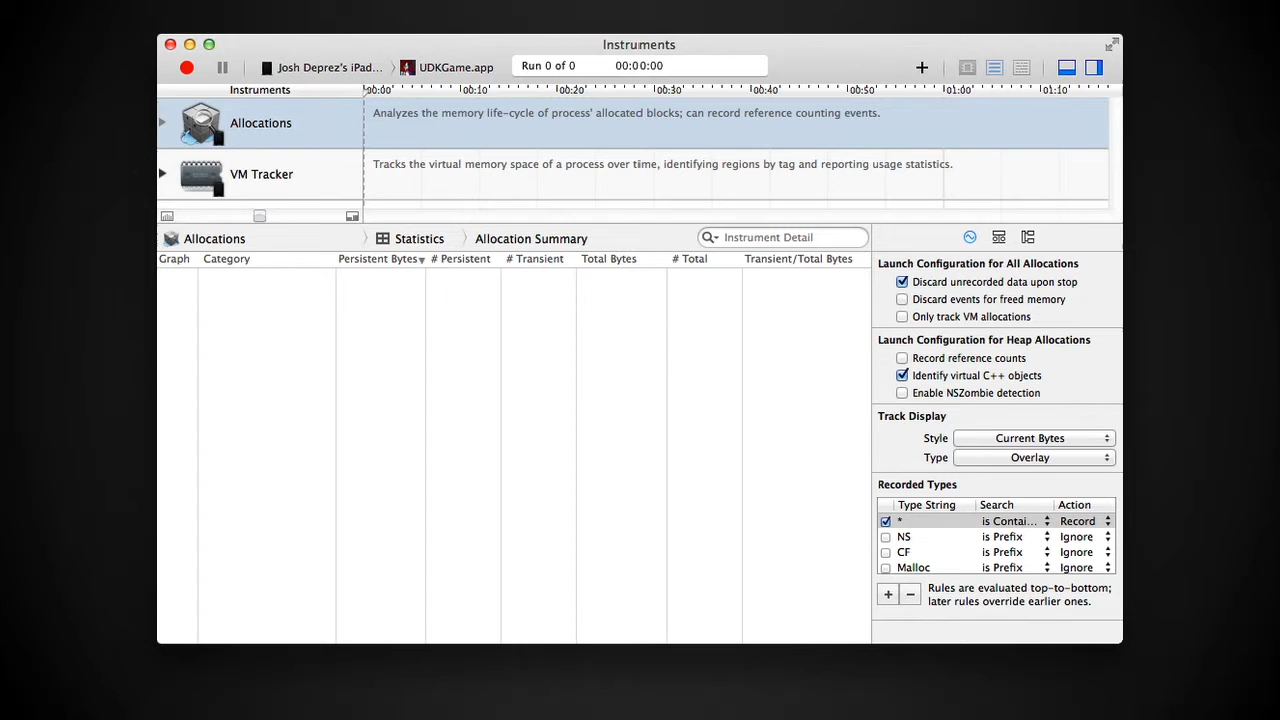 Instruments
Josh Deprez's iPad... UDKGame.app Run 0 of 0 00:00:00
Instruments 00:00 00:10 00:20 00:30 00:40 00:50 01:00 01:10
Allocations Analyzes the memory life-cycle of process' allocated blocks; can record reference counting events.
VM Tracker Tracks the virtual memory space of a process over time, identifying regions by tag and reporting usage statistics.
Allocations Statistics Allocation Summary Instrument Detail
Graph Category Persistent Bytes # Persistent # Transient Total Bytes # Total Transient/Total Bytes
Launch Configuration for All Allocations
Discard unrecorded data upon stop
Discard events for freed memory
Only track VM allocations
Launch Configuration for Heap Allocations
Record reference counts
Identify virtual C++ objects
Enable NSZombie detection
Track Display
Style Current Bytes
Type Overlay
Recorded Types
Type String Search Action
* is Contai... Record
NS is Prefix Ignore
CF is Prefix Ignore
Malloc is Prefix Ignore
+ − Rules are evaluated top-to-bottom;
later rules override earlier ones.